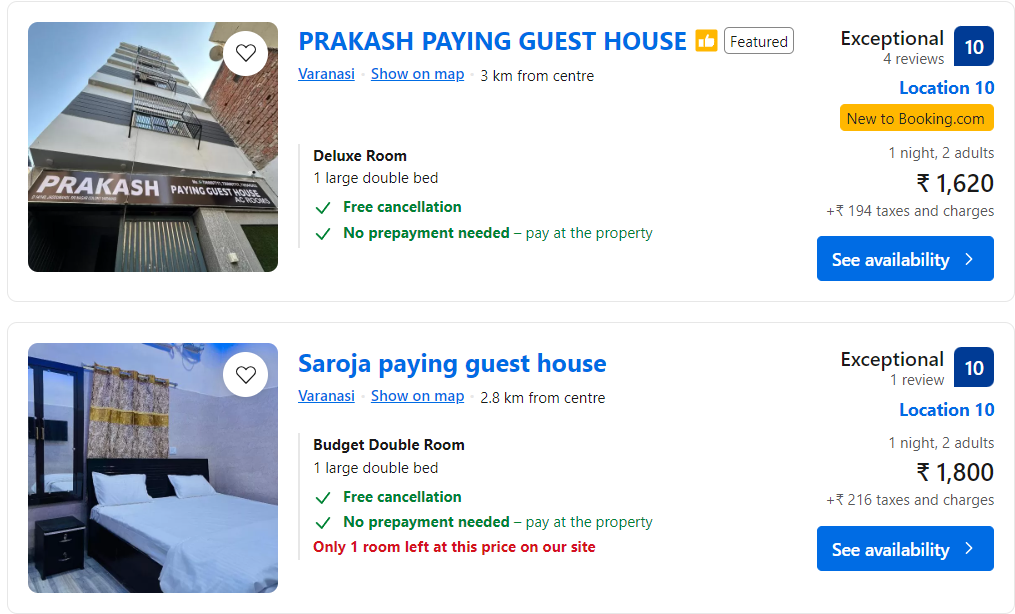 PRAKASH PAYING GUEST HOUSE
Featured
Varanasi
Show on map
3 km from centre
Deluxe Room
1 large double bed
Free cancellation
No prepayment needed – pay at the property
Exceptional
4 reviews
10
Location 10
New to Booking.com
1 night, 2 adults
₹ 1,620
+₹ 194 taxes and charges
See availability
PRAKASH
PAYING GUEST HOUSE
AC ROOMS
Saroja paying guest house
Varanasi
Show on map
2.8 km from centre
Budget Double Room
1 large double bed
Free cancellation
No prepayment needed – pay at the property
Only 1 room left at this price on our site
Exceptional
1 review
10
Location 10
1 night, 2 adults
₹ 1,800
+₹ 216 taxes and charges
See availability